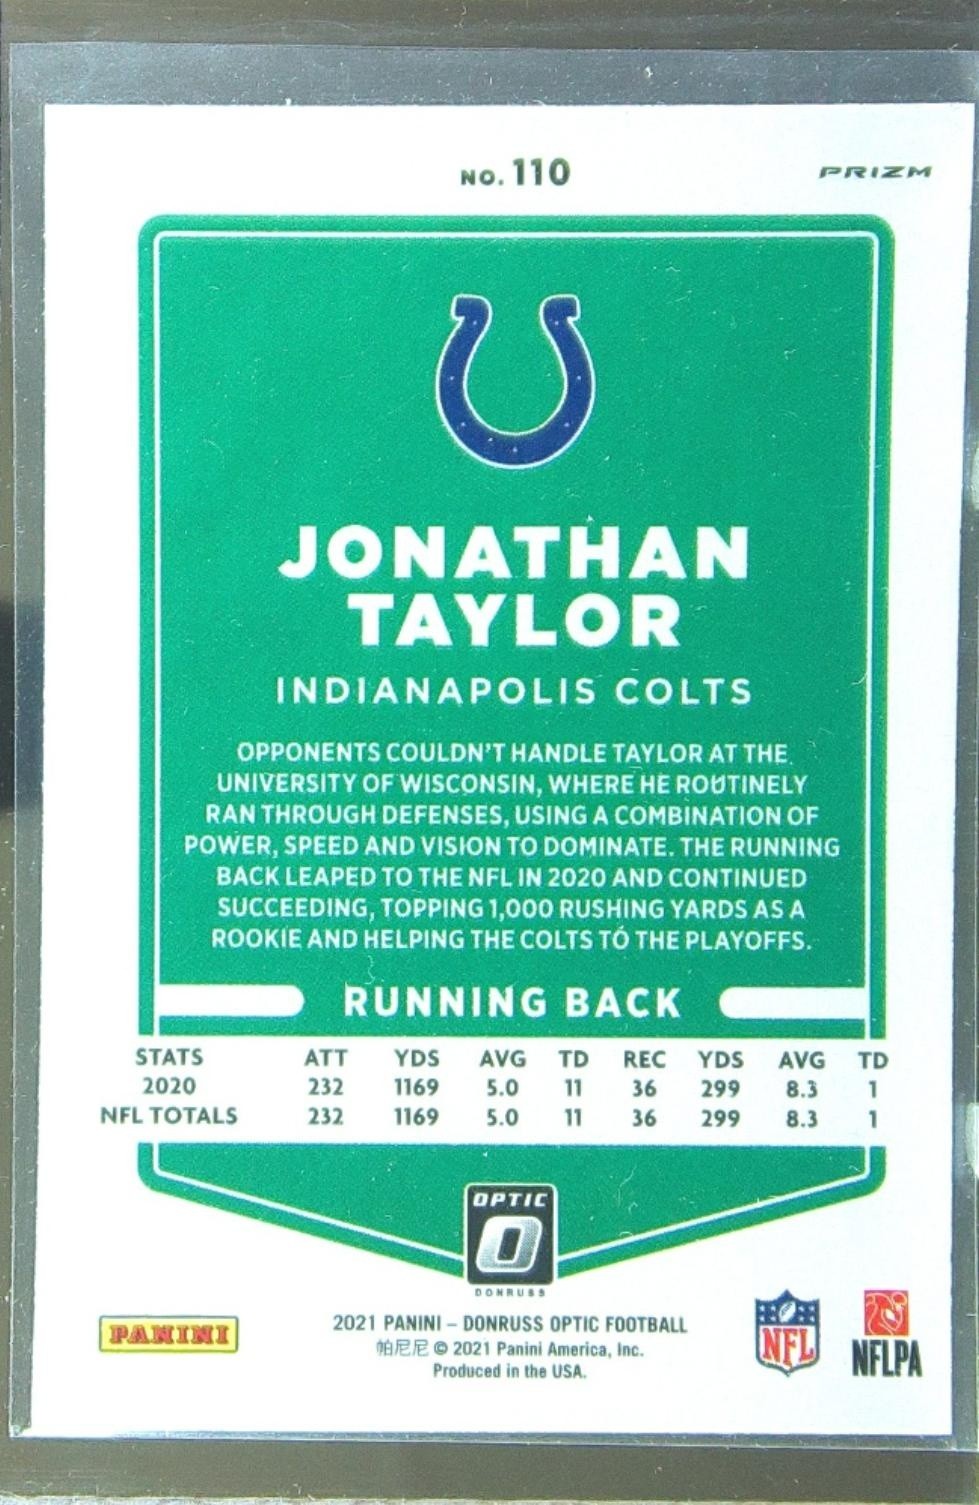 NO. 110
PRIZM
JONATHAN
TAYLOR
INDIANAPOLIS COLTS
OPPONENTS COULDN'T HANDLE TAYLOR AT THE
UNIVERSITY OF WISCONSIN, WHERE HE ROUTINELY
RAN THROUGH DEFENSES, USING A COMBINATION OF
POWER, SPEED AND VISION TO DOMINATE. THE RUNNING
BACK LEAPED TO THE NFL IN 2020 AND CONTINUED
SUCCEEDING, TOPPING 1,000 RUSHING YARDS AS A
ROOKIE AND HELPING THE COLTS TO THE PLAYOFFS.
RUNNING BACK
STATS ATT YDS AVG TD REC YDS AVG TD
2020 232 1169 5.0 11 36 299 8.3 1
NFL TOTALS 232 1169 5.0 11 36 299 8.3 1
OPTIC
O
DONRUSS
PANINI
2021 PANINI – DONRUSS OPTIC FOOTBALL
帕尼尼 © 2021 Panini America, Inc.
Produced in the USA.
NFL
NFLPA